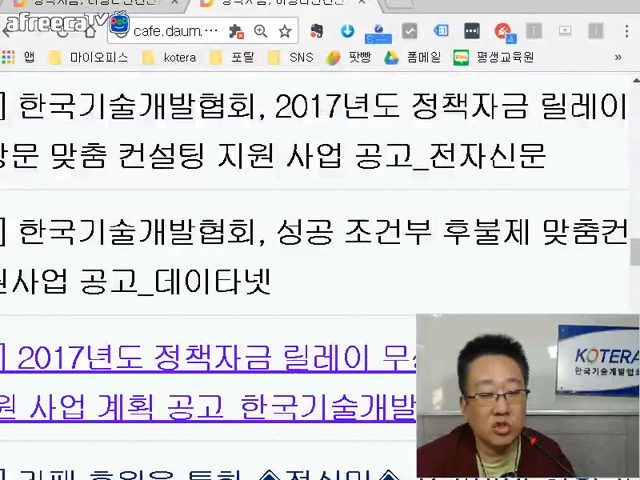 afreecaTV
cafe.daum....
앱 마이오피스 kotera 포탈 SNS 팟빵 폼메일 평생교육원 »
] 한국기술개발협회, 2017년도 정책자금 릴레이
방문 맞춤 컨설팅 지원 사업 공고_전자신문
] 한국기술개발협회, 성공 조건부 후불제 맞춤컨
원사업 공고_데이타넷
] 2017년도 정책자금 릴레이 무
원 사업 계획 공고_한국기술개발
KOTERA
한국기술개발협회